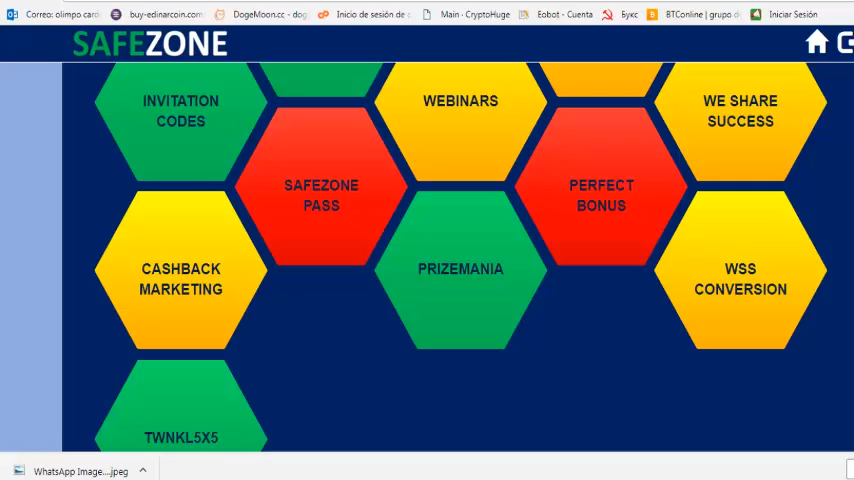 Correo: olimpo cardo
buy-edinarcoin.com
DogeMoon.cc - dog
Inicio de sesión de c
Main · CryptoHuge
Eobot - Cuenta
Букс
BTConline | grupo d
Iniciar Sesión
SAFEZONE
INVITATION
CODES
WEBINARS
WE SHARE
SUCCESS
SAFEZONE
PASS
PERFECT
BONUS
CASHBACK
MARKETING
PRIZEMANIA
WSS
CONVERSION
TWNKL5X5
WhatsApp Image....jpeg